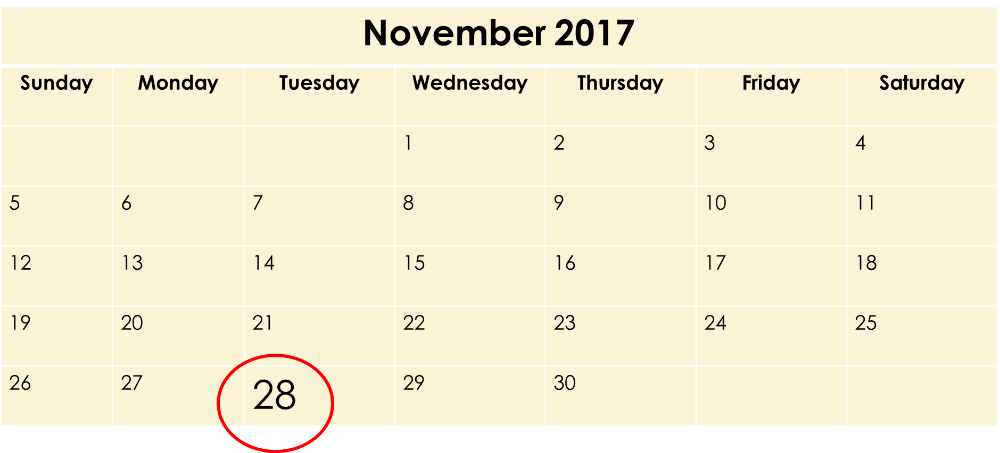 November 2017
Sunday Monday Tuesday Wednesday Thursday Friday Saturday
1 2 3 4
5 6 7 8 9 10 11
12 13 14 15 16 17 18
19 20 21 22 23 24 25
26 27 28 29 30